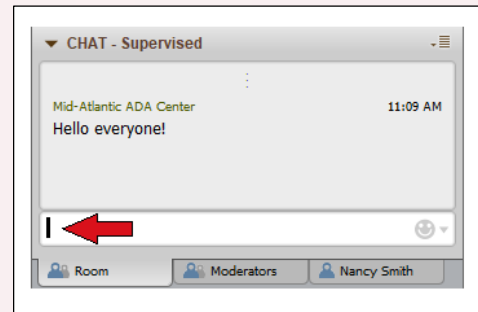 CHAT - Supervised
Mid-Atlantic ADA Center 11:09 AM
Hello everyone!
Room Moderators Nancy Smith